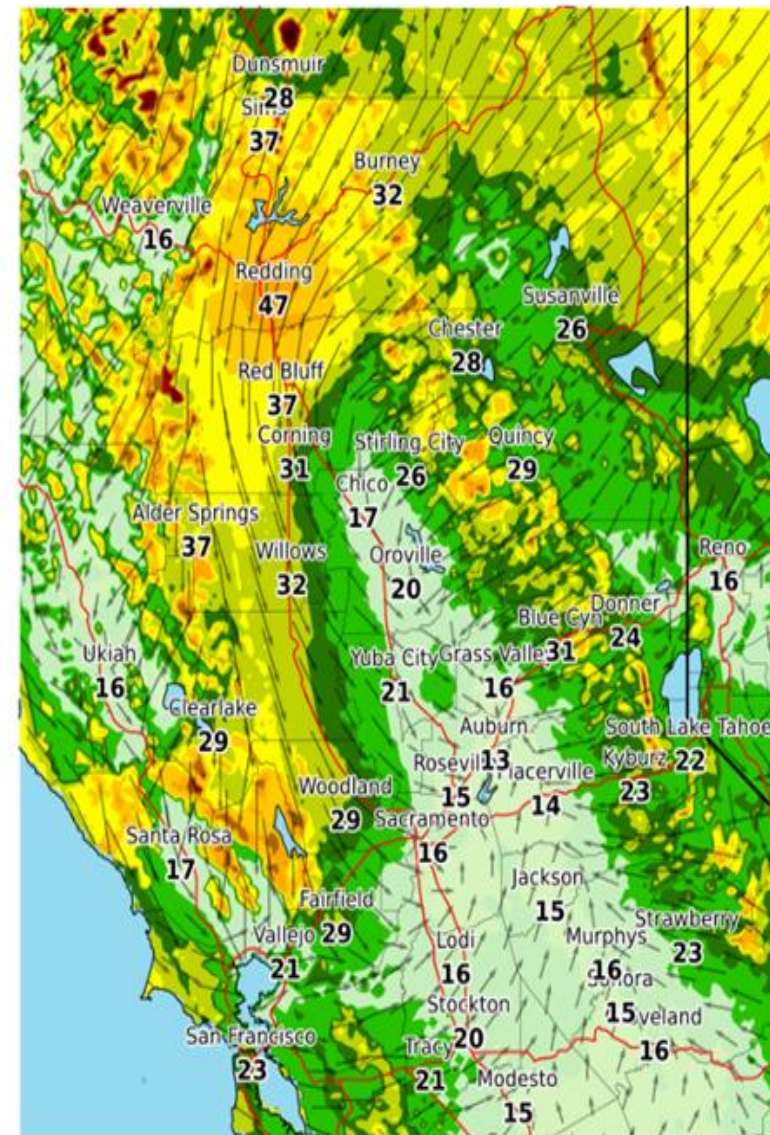 Dunsmuir
28
Sims
37
Burney
32
Weaverville
16
Redding
47
Susanville
26
Chester
28
Red Bluff
37
Corning
31
Stirling City
26
Quincy
29
Chico
17
Alder Springs
37
Willows
32
Oroville
20
Reno
16
Donner
24
Blue Cyn
31
Ukiah
16
Yuba City
21
Grass Valley
16
Clearlake
29
Auburn
13
South Lake Tahoe
22
Kyburz
23
Roseville
15
Placerville
14
Woodland
29
Sacramento
16
Santa Rosa
17
Jackson
15
Fairfield
29
Strawberry
23
Vallejo
21
Lodi
16
Murphys
16
Sonora
15
Stockton
20
Groveland
16
San Francisco
23
Tracy
21
Modesto
15